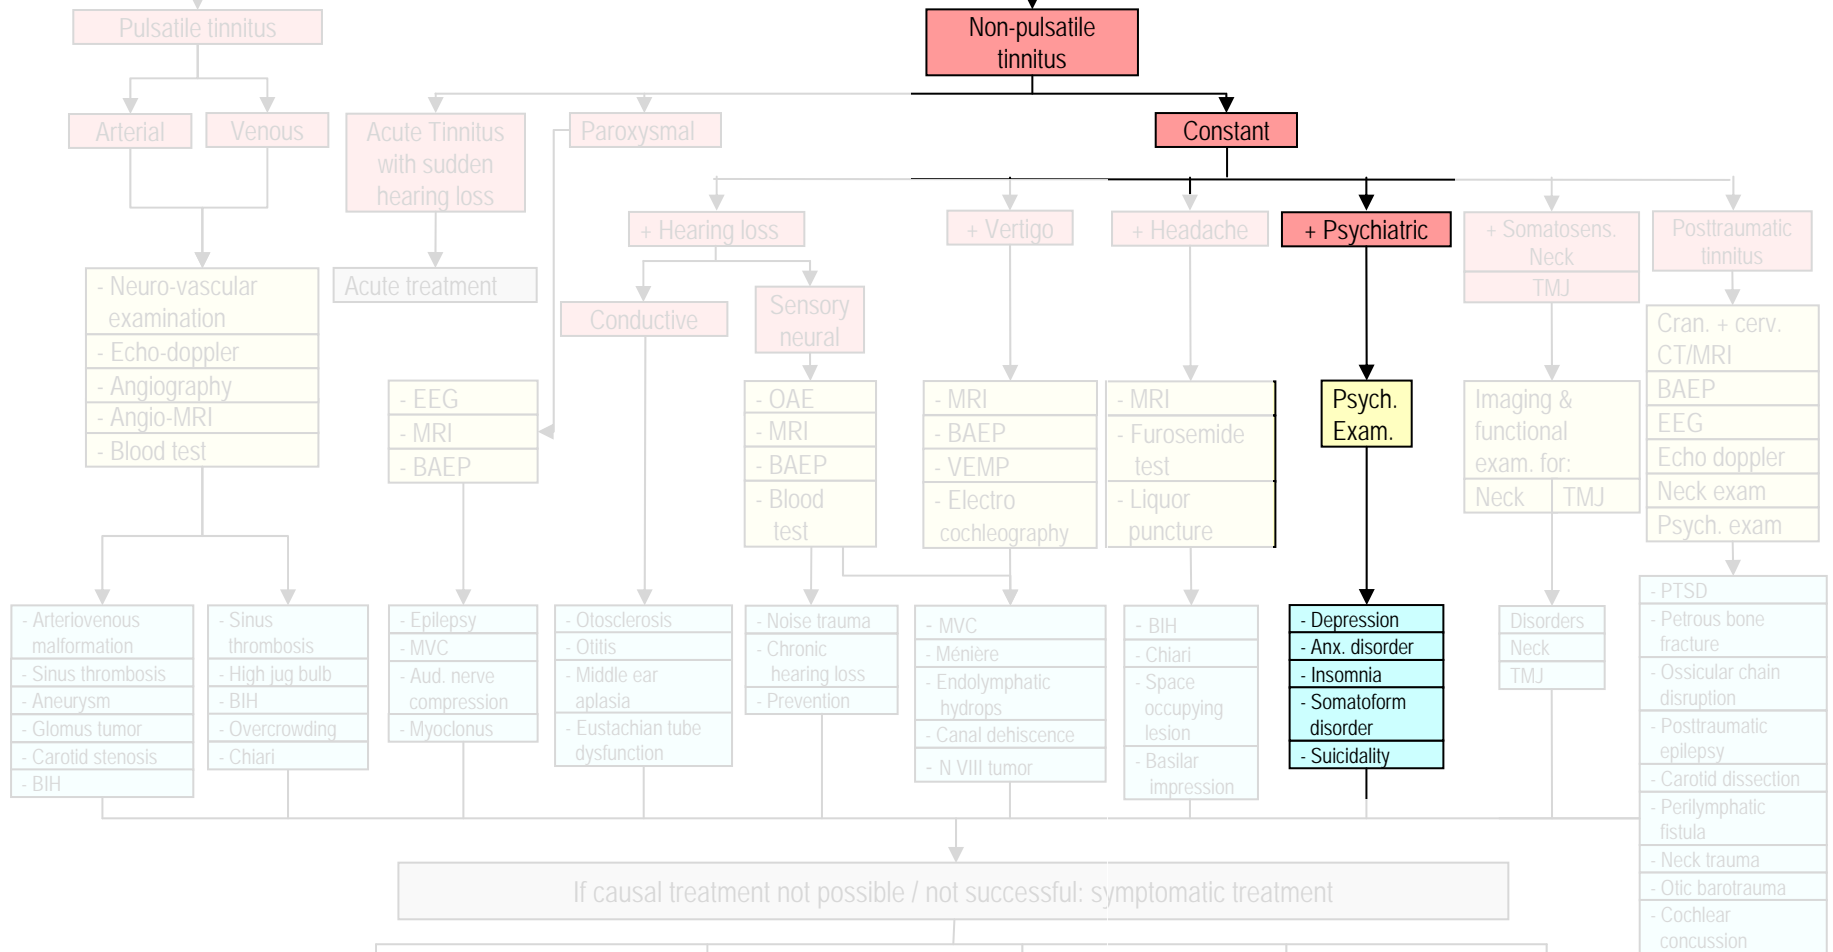 Pulsatile tinnitus
Non-pulsatile
tinnitus
Arterial
Venous
Acute Tinnitus
with sudden
hearing loss
Paroxysmal
Constant
+ Hearing loss
+ Vertigo
+ Headache
+ Psychiatric
+ Somatosens.
Neck
TMJ
Posttraumatic
tinnitus
- Neuro-vascular
examination
- Echo-doppler
- Angiography
- Angio-MRI
- Blood test
Acute treatment
Conductive
Sensory
neural
- EEG
- MRI
- BAEP
- OAE
- MRI
- BAEP
- Blood
test
- MRI
- BAEP
- VEMP
- Electro
cochleography
- MRI
- Furosemide
test
- Liquor
puncture
Psych.
Exam.
Imaging &
functional
exam. for:
Neck
TMJ
Cran. + cerv.
CT/MRI
BAEP
EEG
Echo doppler
Neck exam
Psych. exam
- Arteriovenous
malformation
- Sinus thrombosis
- Aneurysm
- Glomus tumor
- Carotid stenosis
- BIH
- Sinus
thrombosis
- High jug bulb
- BIH
- Overcrowding
- Chiari
- Epilepsy
- MVC
- Aud. nerve
compression
- Myoclonus
- Otosclerosis
- Otitis
- Middle ear
aplasia
- Eustachian tube
dysfunction
- Noise trauma
- Chronic
hearing loss
- Prevention
- MVC
- Ménière
- Endolymphatic
hydrops
- Canal dehiscence
- N VIII tumor
- BIH
- Chiari
- Space
occupying
lesion
- Basilar
impression
- Depression
- Anx. disorder
- Insomnia
- Somatoform
disorder
- Suicidality
Disorders
Neck
TMJ
- PTSD
- Petrous bone
fracture
- Ossicular chain
disruption
- Posttraumatic
epilepsy
- Carotid dissection
- Perilymphatic
fistula
- Neck trauma
- Otic barotrauma
- Cochlear
concussion
If causal treatment not possible / not successful: symptomatic treatment